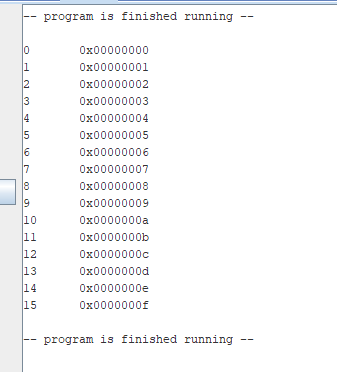 -- program is finished running --
0 0x00000000
1 0x00000001
2 0x00000002
3 0x00000003
4 0x00000004
5 0x00000005
6 0x00000006
7 0x00000007
8 0x00000008
9 0x00000009
10 0x0000000a
11 0x0000000b
12 0x0000000c
13 0x0000000d
14 0x0000000e
15 0x0000000f
-- program is finished running --